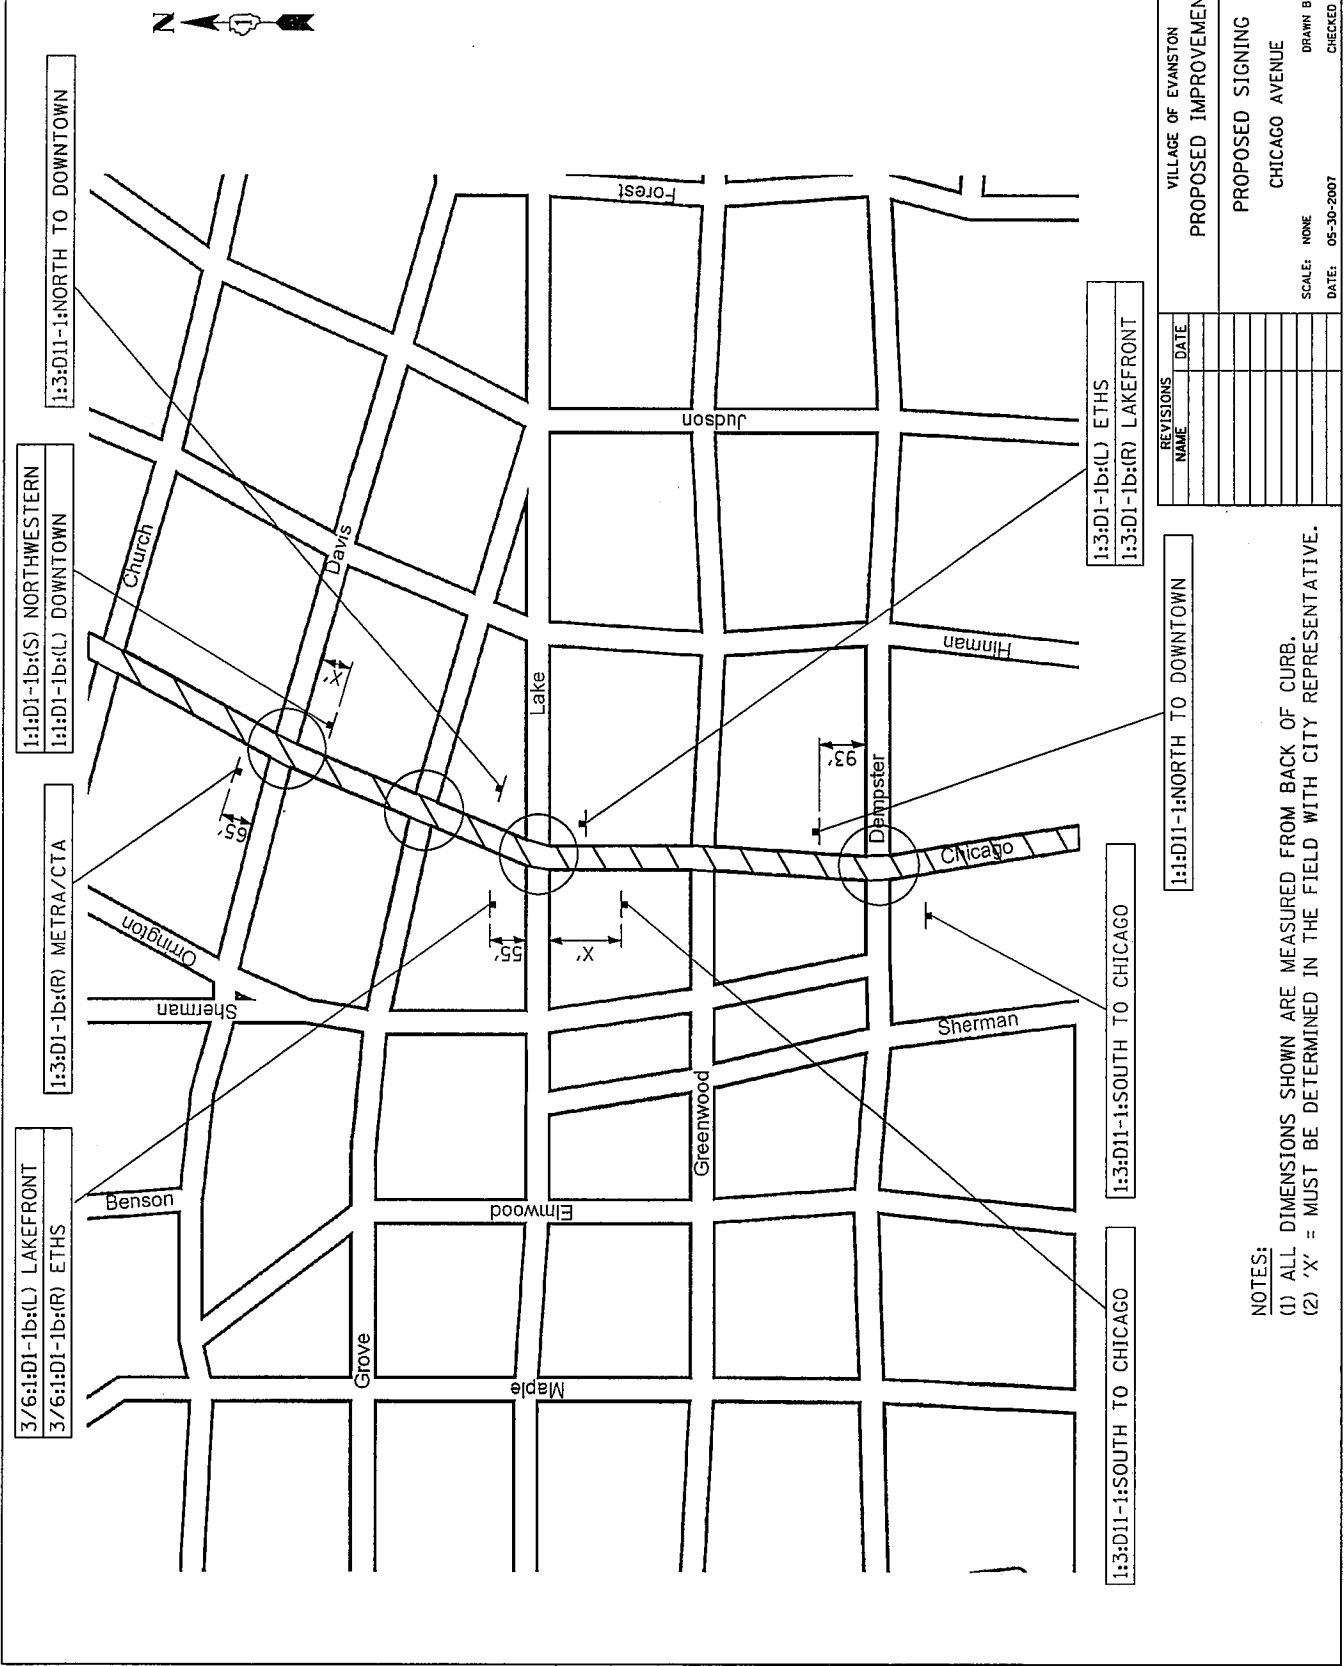 N
1
3/6:1:D1-1b:(L) LAKEFRONT
3/6:1:D1-1b:(R) ETHS
1:3:D1-1b:(R) METRA/CTA
1:1:D1-1b:(S) NORTHWESTERN
1:1:D1-1b:(L) DOWNTOWN
1:3:D11-1:NORTH TO DOWNTOWN
Benson
Orrington
Sherman
Church
Davis
65'
'X'
Grove
Maple
Elmwood
Lake
55'
X'
Forest
Judson
Hinman
Greenwood
Dempster
93'
Chicago
Sherman
1:3:D11-1:SOUTH TO CHICAGO
1:3:D11-1:SOUTH TO CHICAGO
1:1:D11-1:NORTH TO DOWNTOWN
1:3:D1-1b:(L) ETHS
1:3:D1-1b:(R) LAKEFRONT
NOTES:
(1) ALL DIMENSIONS SHOWN ARE MEASURED FROM BACK OF CURB.
(2) 'X' = MUST BE DETERMINED IN THE FIELD WITH CITY REPRESENTATIVE.
REVISIONS
NAME DATE
VILLAGE OF EVANSTON
PROPOSED IMPROVEMEN
PROPOSED SIGNING
CHICAGO AVENUE
SCALE: NONE
DATE: 05-30-2007
DRAWN B
CHECKED